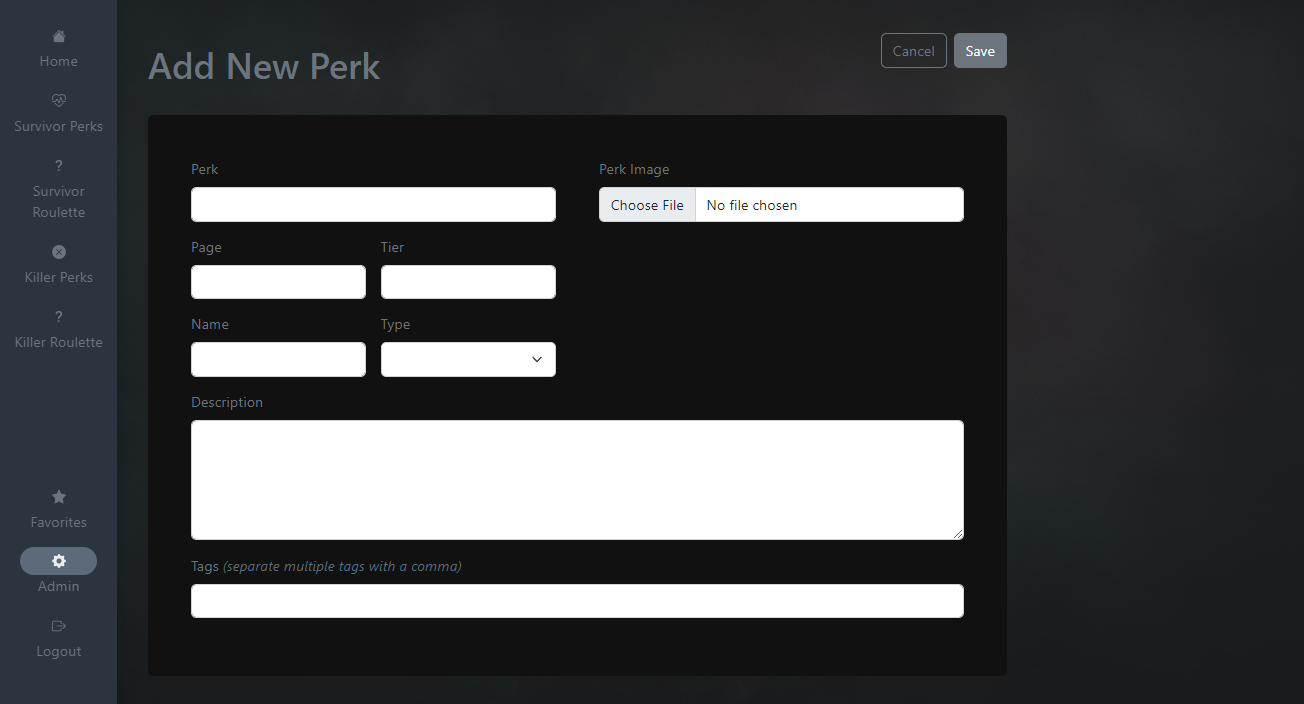 Home
Survivor Perks
?
Survivor
Roulette
Killer Perks
?
Killer Roulette
Favorites
Admin
Logout
Add New Perk
Cancel
Save
Perk
Perk Image
Choose File
No file chosen
Page
Tier
Name
Type
Description
Tags (separate multiple tags with a comma)